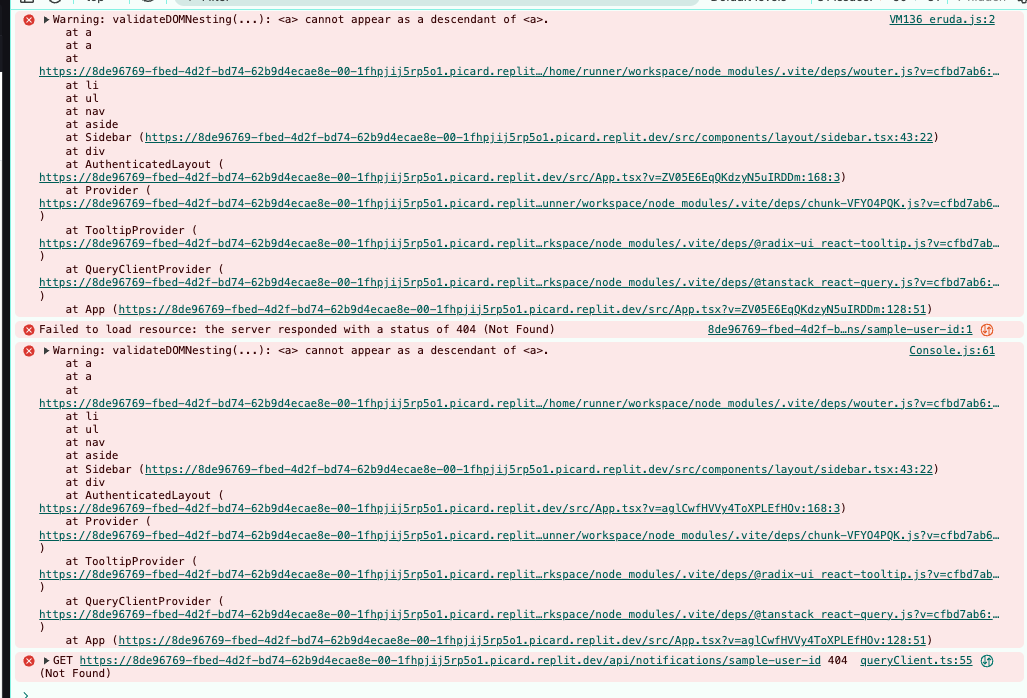 Warning: validateDOMNesting(...): <a> cannot appear as a descendant of <a>. VM136 eruda.js:2
at a
at a
at
https://8de96769-fbed-4d2f-bd74-62b9d4ecae8e-00-1fhpjij5rp5o1.picard.replit…/home/runner/workspace/node_modules/.vite/deps/wouter.js?v=cfbd7ab6:…
at li
at ul
at nav
at aside
at Sidebar (https://8de96769-fbed-4d2f-bd74-62b9d4ecae8e-00-1fhpjij5rp5o1.picard.replit.dev/src/components/layout/sidebar.tsx:43:22)
at div
at AuthenticatedLayout (
https://8de96769-fbed-4d2f-bd74-62b9d4ecae8e-00-1fhpjij5rp5o1.picard.replit.dev/src/App.tsx?v=ZV05E6EqQKdzyN5uIRDDm:168:3)
at Provider (
https://8de96769-fbed-4d2f-bd74-62b9d4ecae8e-00-1fhpjij5rp5o1.picard.replit…unner/workspace/node_modules/.vite/deps/chunk-VFYO4PQK.js?v=cfbd7ab6…
)
at TooltipProvider (
https://8de96769-fbed-4d2f-bd74-62b9d4ecae8e-00-1fhpjij5rp5o1.picard.replit…rkspace/node_modules/.vite/deps/@radix-ui_react-tooltip.js?v=cfbd7ab…
)
at QueryClientProvider (
https://8de96769-fbed-4d2f-bd74-62b9d4ecae8e-00-1fhpjij5rp5o1.picard.replit…rkspace/node_modules/.vite/deps/@tanstack_react-query.js?v=cfbd7ab6:…
)
at App (https://8de96769-fbed-4d2f-bd74-62b9d4ecae8e-00-1fhpjij5rp5o1.picard.replit.dev/src/App.tsx?v=ZV05E6EqQKdzyN5uIRDDm:128:51)
Failed to load resource: the server responded with a status of 404 (Not Found) 8de96769-fbed-4d2f-b…ns/sample-user-id:1
Warning: validateDOMNesting(...): <a> cannot appear as a descendant of <a>. Console.js:61
at a
at a
at
https://8de96769-fbed-4d2f-bd74-62b9d4ecae8e-00-1fhpjij5rp5o1.picard.replit…/home/runner/workspace/node_modules/.vite/deps/wouter.js?v=cfbd7ab6:…
at li
at ul
at nav
at aside
at Sidebar (https://8de96769-fbed-4d2f-bd74-62b9d4ecae8e-00-1fhpjij5rp5o1.picard.replit.dev/src/components/layout/sidebar.tsx:43:22)
at div
at AuthenticatedLayout (
https://8de96769-fbed-4d2f-bd74-62b9d4ecae8e-00-1fhpjij5rp5o1.picard.replit.dev/src/App.tsx?v=aglCwfHVVy4ToXPLEfHOv:168:3)
at Provider (
https://8de96769-fbed-4d2f-bd74-62b9d4ecae8e-00-1fhpjij5rp5o1.picard.replit…unner/workspace/node_modules/.vite/deps/chunk-VFYO4PQK.js?v=cfbd7ab6…
)
at TooltipProvider (
https://8de96769-fbed-4d2f-bd74-62b9d4ecae8e-00-1fhpjij5rp5o1.picard.replit…rkspace/node_modules/.vite/deps/@radix-ui_react-tooltip.js?v=cfbd7ab…
)
at QueryClientProvider (
https://8de96769-fbed-4d2f-bd74-62b9d4ecae8e-00-1fhpjij5rp5o1.picard.replit…rkspace/node_modules/.vite/deps/@tanstack_react-query.js?v=cfbd7ab6:…
)
at App (https://8de96769-fbed-4d2f-bd74-62b9d4ecae8e-00-1fhpjij5rp5o1.picard.replit.dev/src/App.tsx?v=aglCwfHVVy4ToXPLEfHOv:128:51)
GET https://8de96769-fbed-4d2f-bd74-62b9d4ecae8e-00-1fhpjij5rp5o1.picard.replit.dev/api/notifications/sample-user-id 404 queryClient.ts:55
(Not Found)